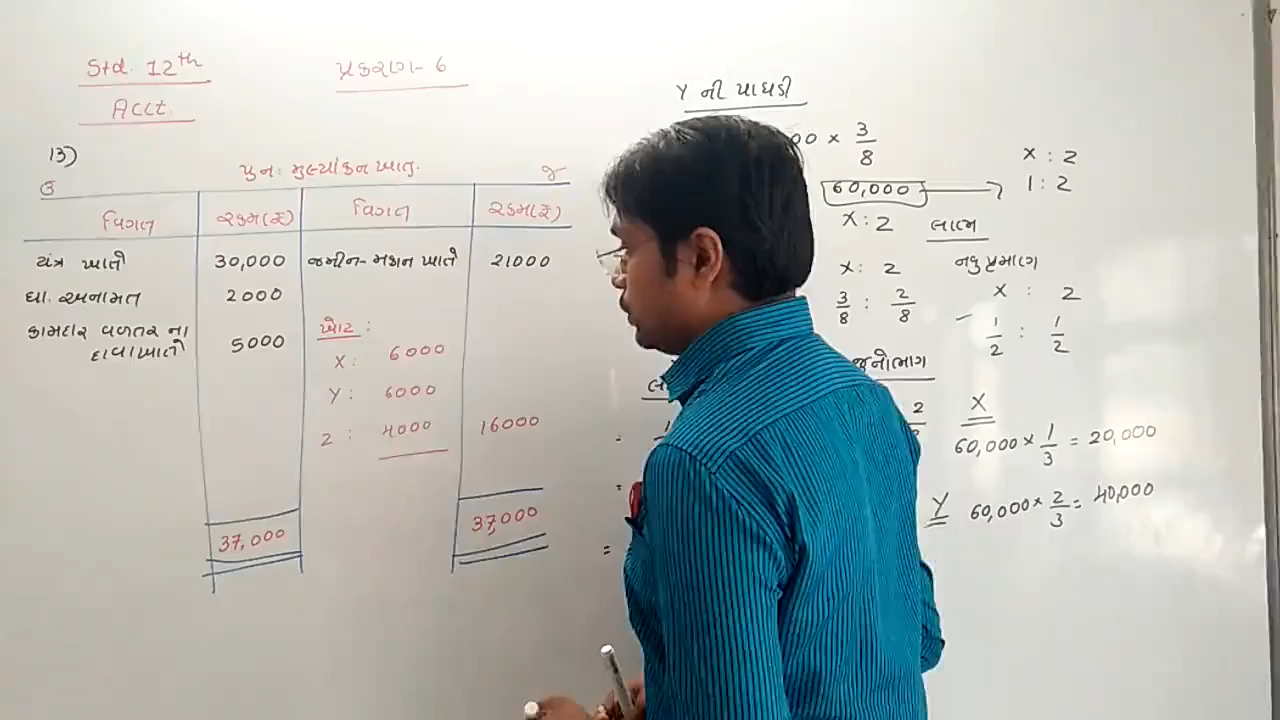 Std. 12th
Acct.
પ્રકરણ- 6
13)
પુન: મુલ્યાંકન ખાતુ.
ઉ જ
વિગત રકમ(₹) વિગત રકમ(₹)
યંત્ર ખાતે 30,000 જમીન-મકાન ખાતે 21000
ઘા. અનામત 2000
કામદાર વળતર ના
દાવા ખાતે 5000
ખોટ :
X: 6000
Y: 6000
Z : 4000 16000
37,000 37,000
Y ની પાઘડી
00 × 3/8
60,000
X : Z
X : Z
3/8 : 2/8
X : Z
1 : 2
લાભ
નવુ પ્રમાણ
X : Z
1/2 : 1/2
જુનોભાગ
X
60,000 × 1/3 = 20,000
Y 60,000 × 2/3 = 40,000